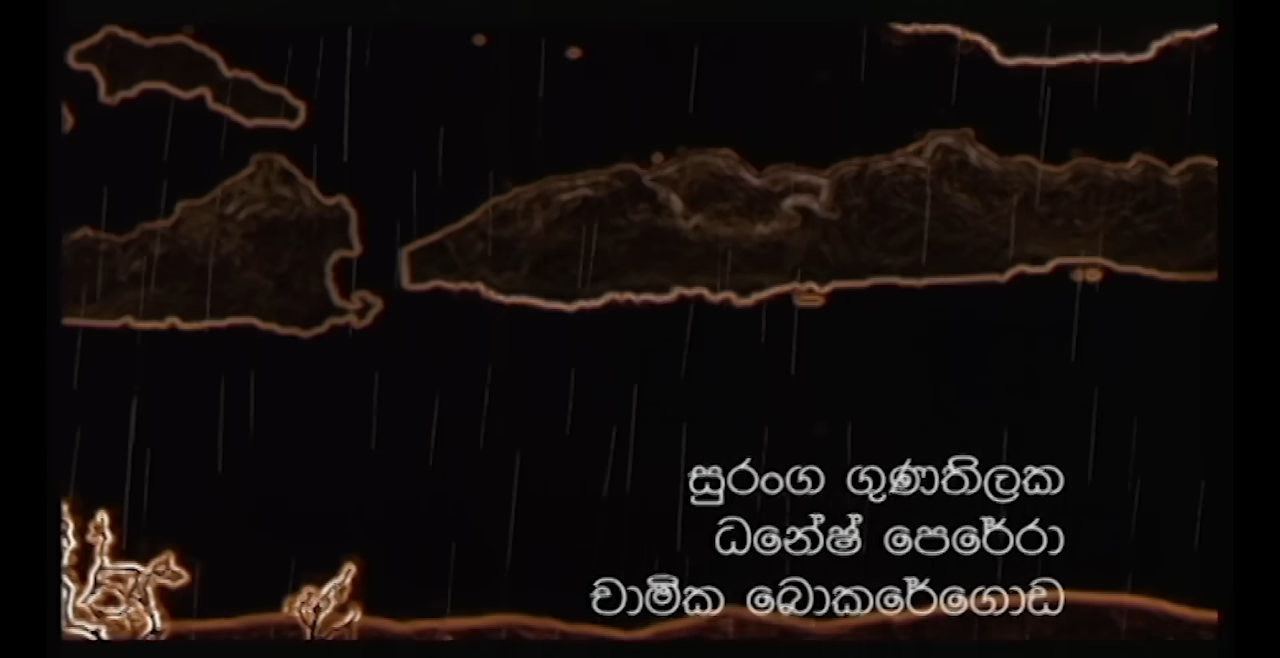 සුරංග ගුණතිලක
ධනේෂ් පෙරේරා
චාමික බොකරේගොඩ